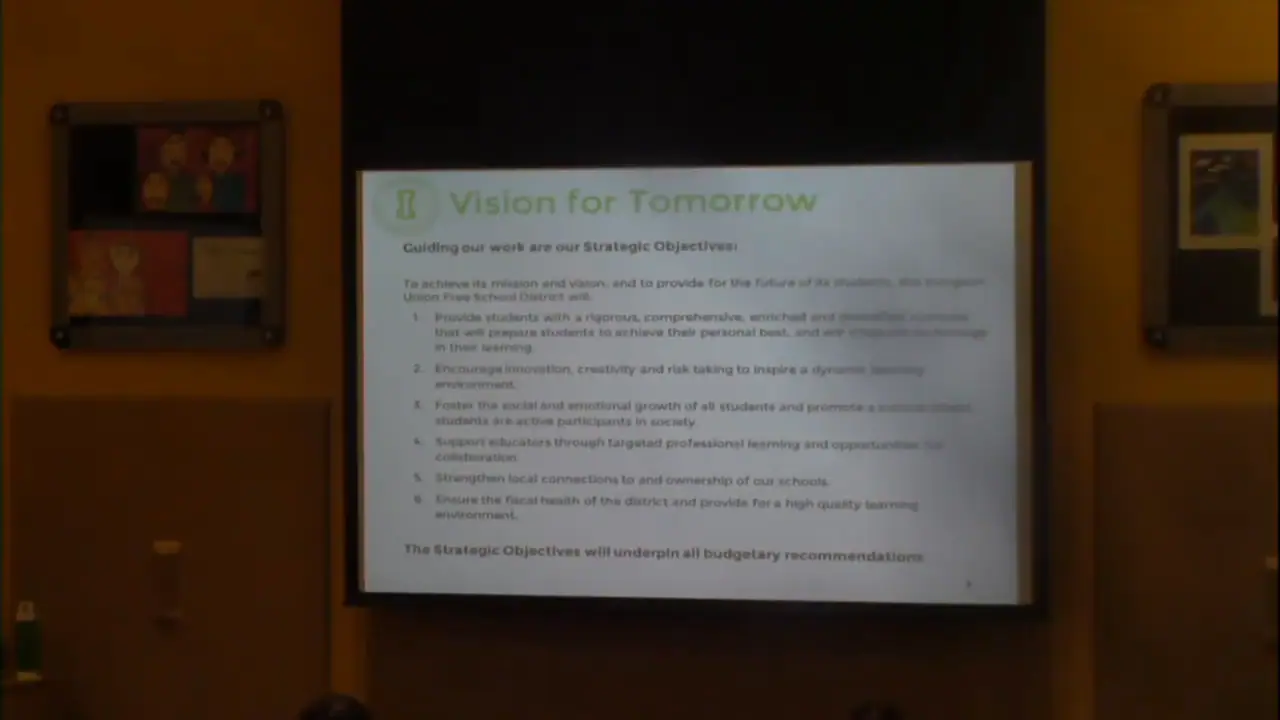 I Vision for Tomorrow
Guiding our work are our Strategic Objectives:
To achieve its mission and vision, and to provide for the future of its students, the
Union Free School District will:
1. Provide students with a rigorous, comprehensive, enriched and
that will prepare students to achieve their personal best, and are
in their learning.
2. Encourage innovation, creativity and risk taking to inspire a dynamic learning
environment.
3. Foster the social and emotional growth of all students and promote a
students are active participants in society.
4. Support educators through targeted professional learning and opportunities for
collaboration.
5. Strengthen local connections to and ownership of our schools.
6. Ensure the fiscal health of the district and provide for a high quality learning
environment.
The Strategic Objectives will underpin all budgetary recommendations